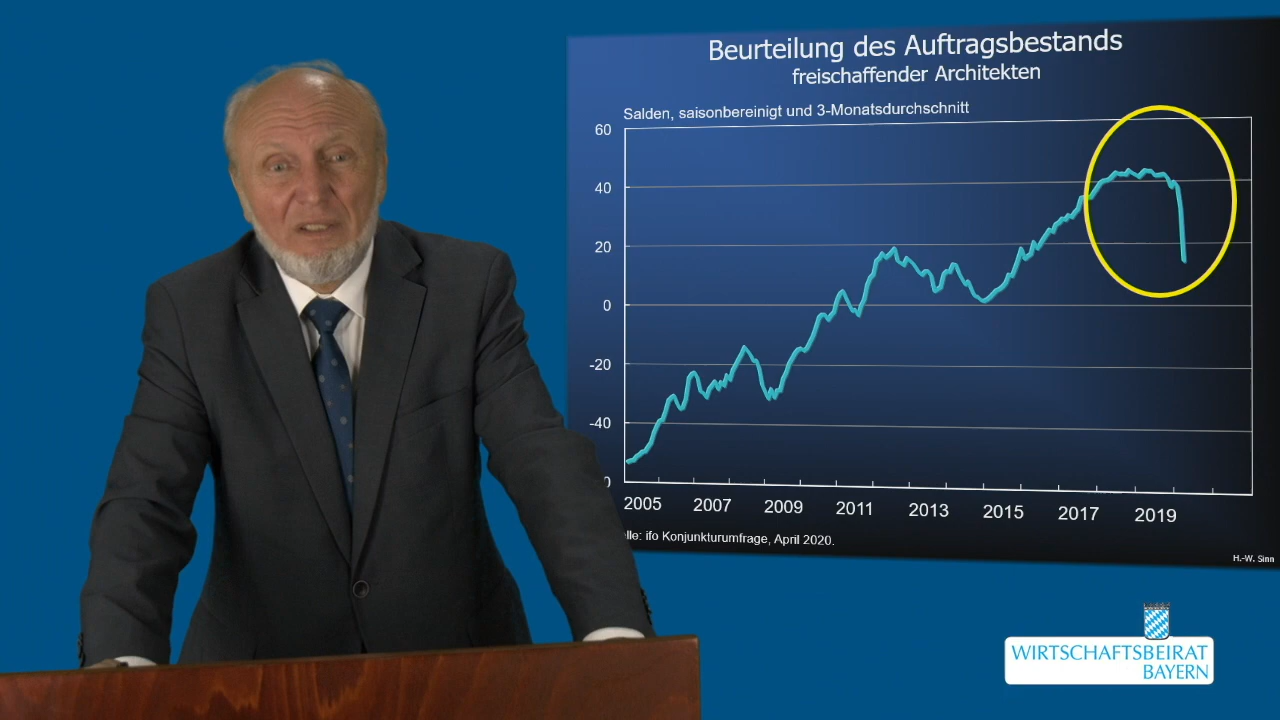 Beurteilung des Auftragsbestands
freischaffender Architekten
Salden, saisonbereinigt und 3-Monatsdurchschnitt
60
40
20
0
-20
-40
0
2005 2007 2009 2011 2013 2015 2017 2019
lle: ifo Konjunkturumfrage, April 2020.
H.-W. Sinn
WIRTSCHAFTSBEIRAT
BAYERN